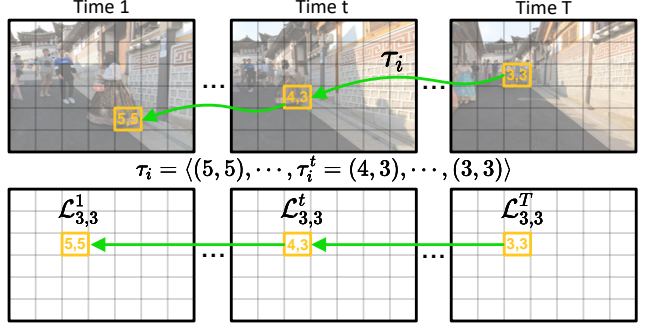 Time 1 Time t Time T
τ_i
... ...
5,5 4,3 3,3
τ_i = ⟨(5,5), ⋯, τ_i^t = (4,3), ⋯, (3,3)⟩
ℒ^1_{3,3} ℒ^t_{3,3} ℒ^T_{3,3}
5,5 4,3 3,3
... ...